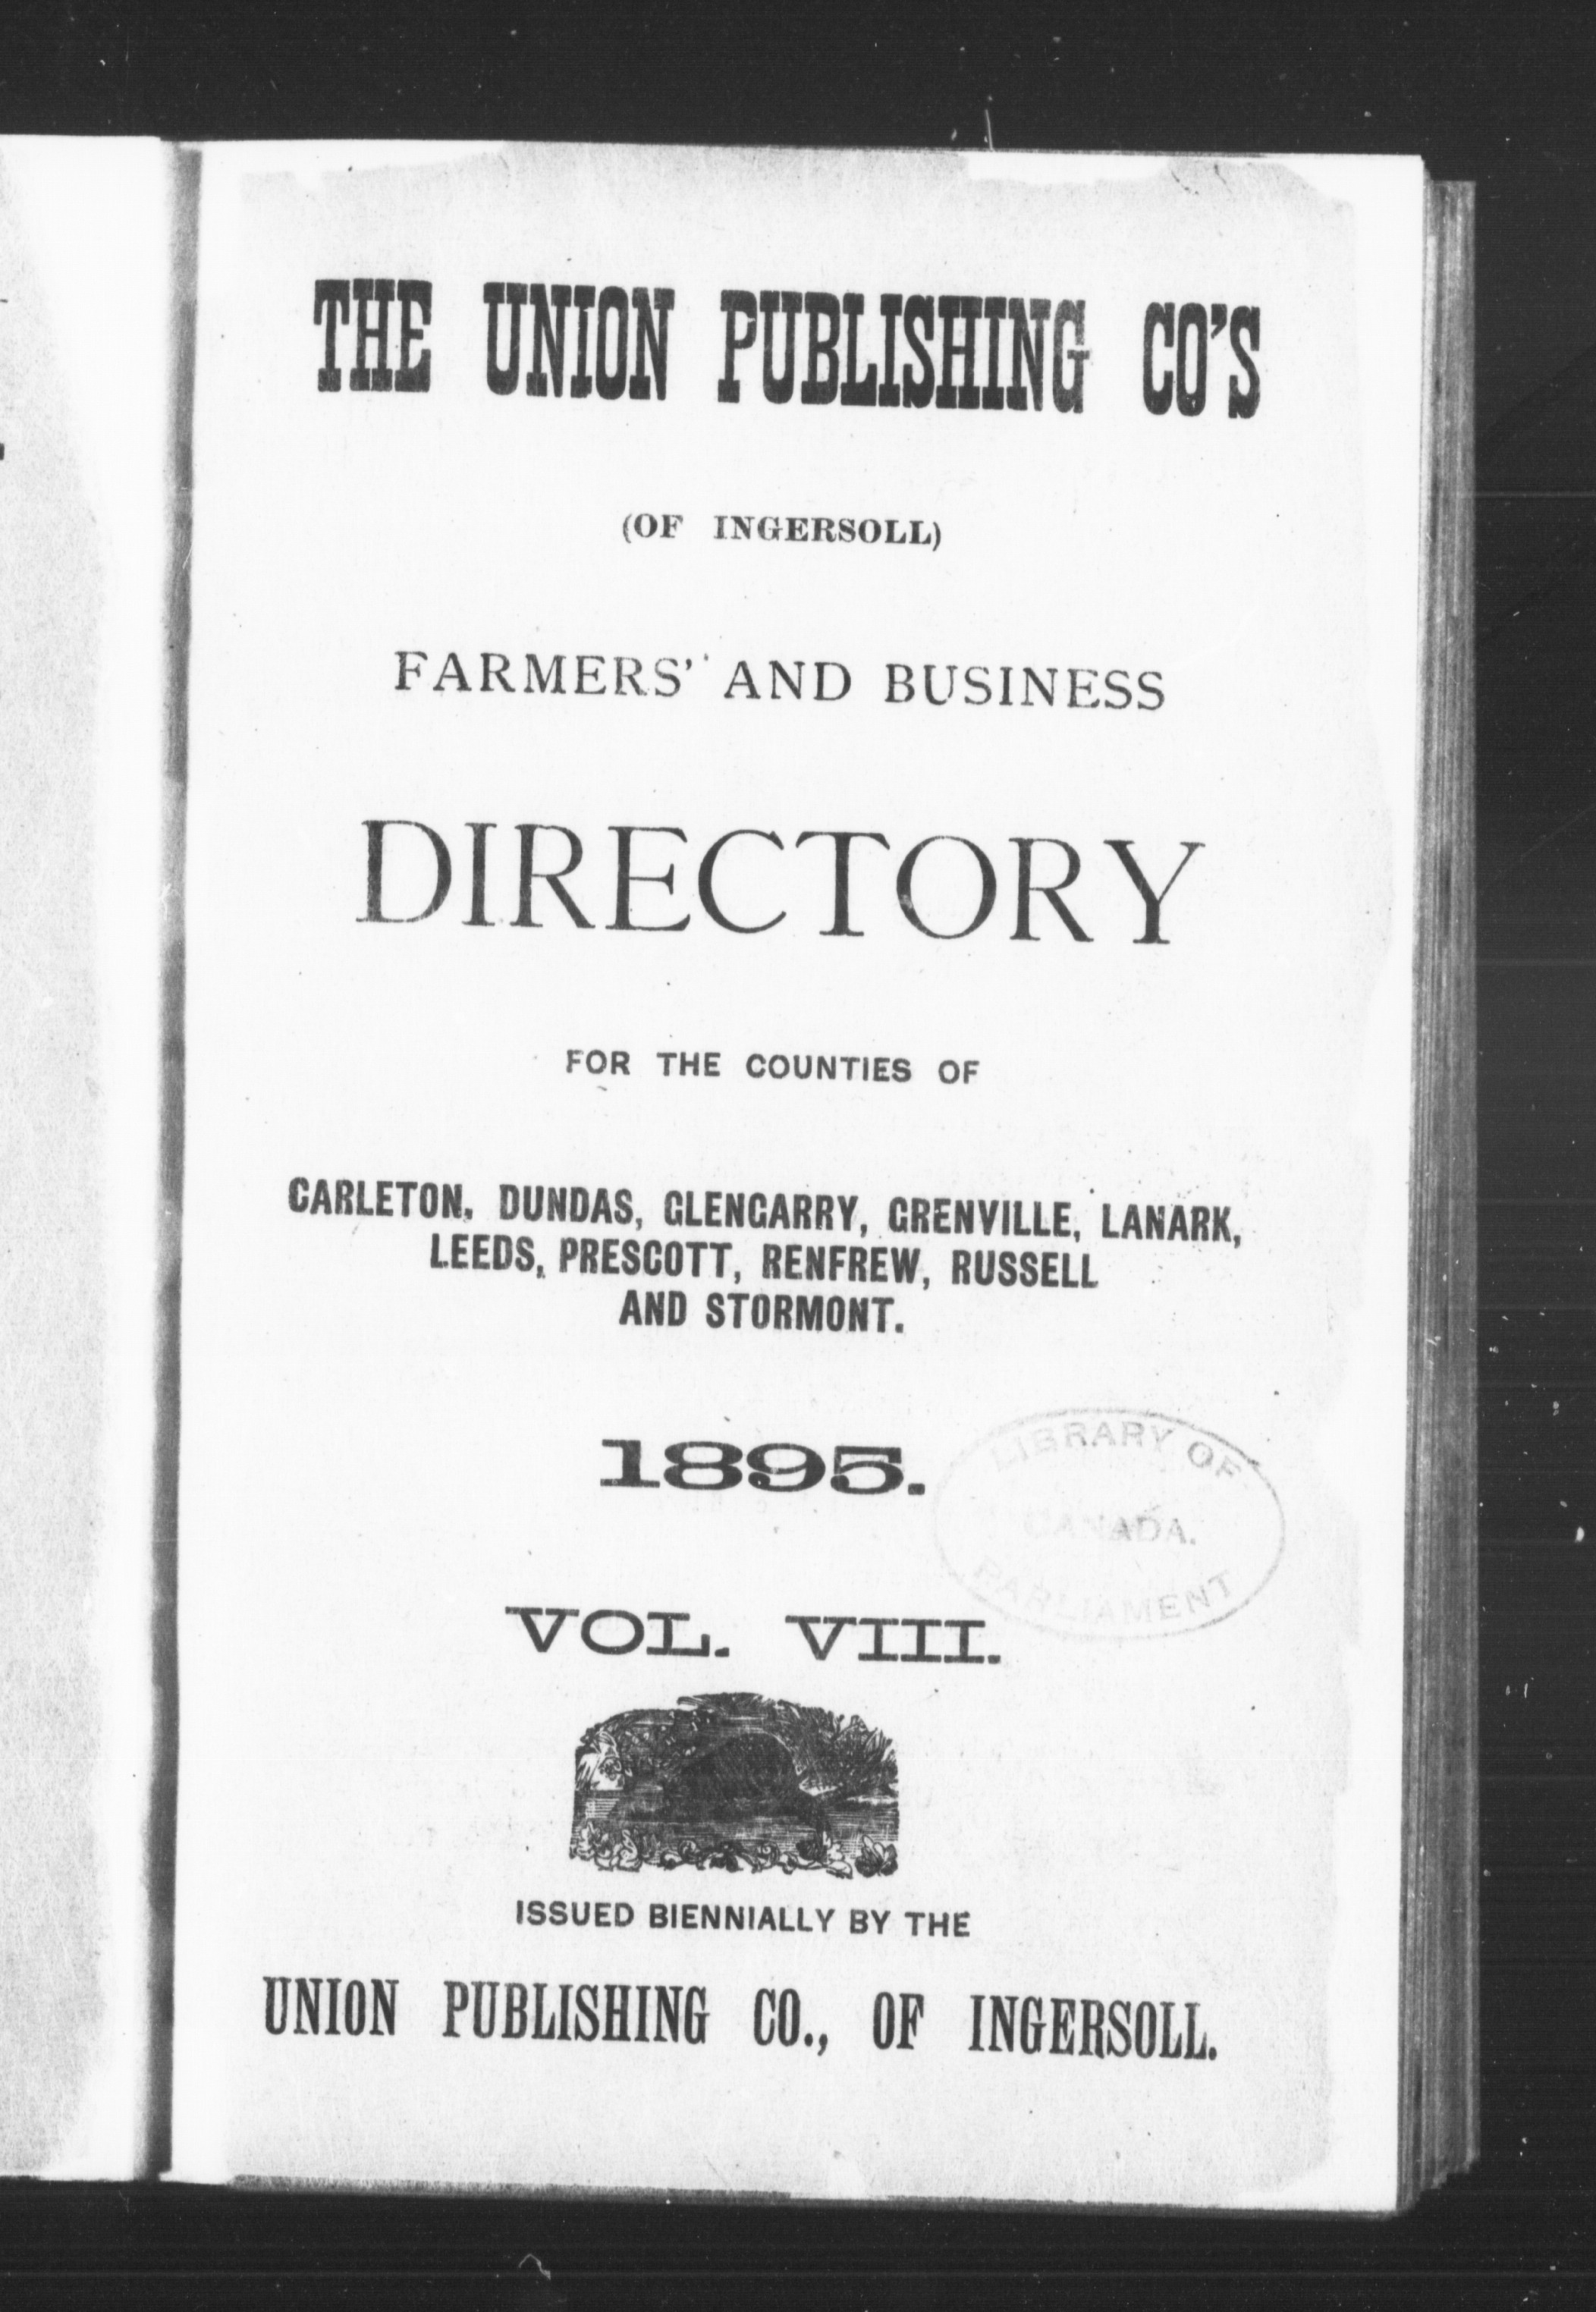 THE UNION PUBLISHING CO'S
(OF INGERSOLL)
FARMERS' AND BUSINESS
DIRECTORY
FOR THE COUNTIES OF
CARLETON, DUNDAS, GLENGARRY, GRENVILLE, LANARK,
LEEDS, PRESCOTT, RENFREW, RUSSELL
AND STORMONT.
1895.
LIBRARY OF
CANADA.
PARLIAMENT
VOL. VIII.
ISSUED BIENNIALLY BY THE
UNION PUBLISHING CO., OF INGERSOLL.